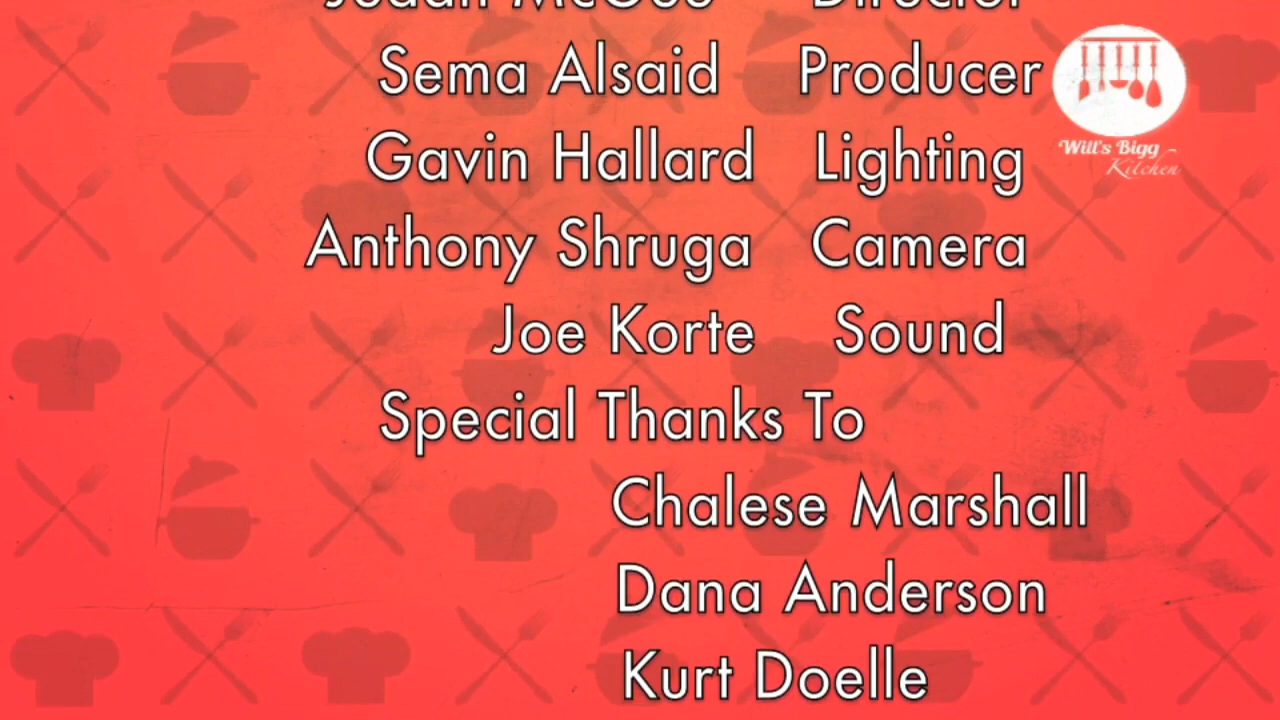 Director
Sema Alsaid Producer
Gavin Hallard Lighting
Anthony Shruga Camera
Joe Korte Sound
Special Thanks To
Chalese Marshall
Dana Anderson
Kurt Doelle
Will's Bigg
Kitchen